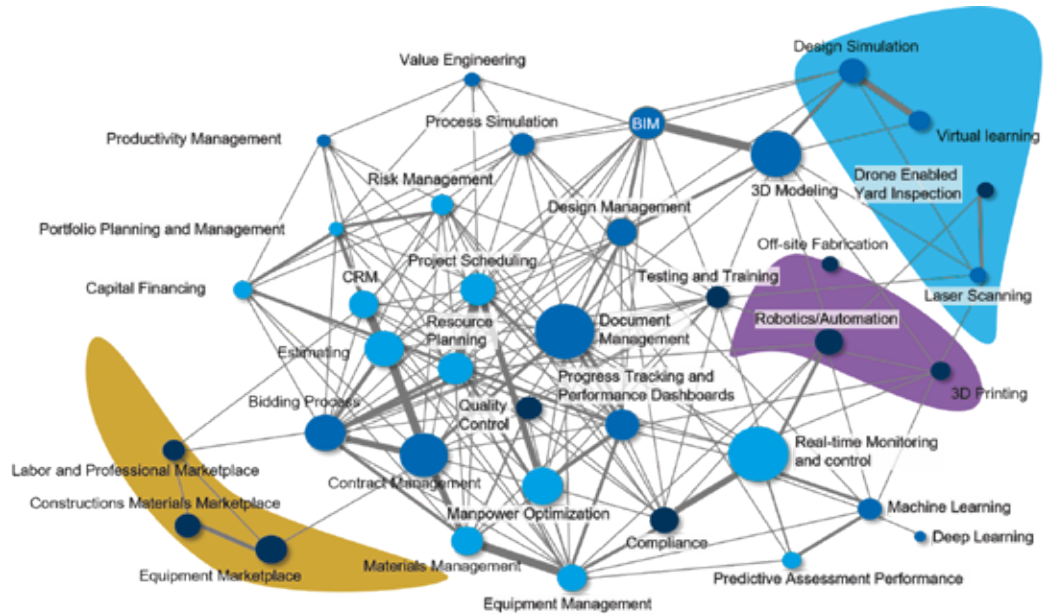 Design Simulation
Value Engineering
Process Simulation
BIM
Productivity Management
Virtual learning
Risk Management
3D Modeling
Drone Enabled
Yard Inspection
Design Management
Portfolio Planning and Management
Off-site Fabrication
Project Scheduling
CRM
Testing and Training
Capital Financing
Laser Scanning
Resource
Planning
Document
Management
Robotics/Automation
Estimating
Progress Tracking and
Performance Dashboards
3D Printing
Bidding Process
Quality
Control
Real-time Monitoring
and control
Labor and Professional Marketplace
Contract Management
Constructions Materials Marketplace
Manpower Optimization
Machine Learning
Deep Learning
Compliance
Materials Management
Equipment Marketplace
Predictive Assessment Performance
Equipment Management